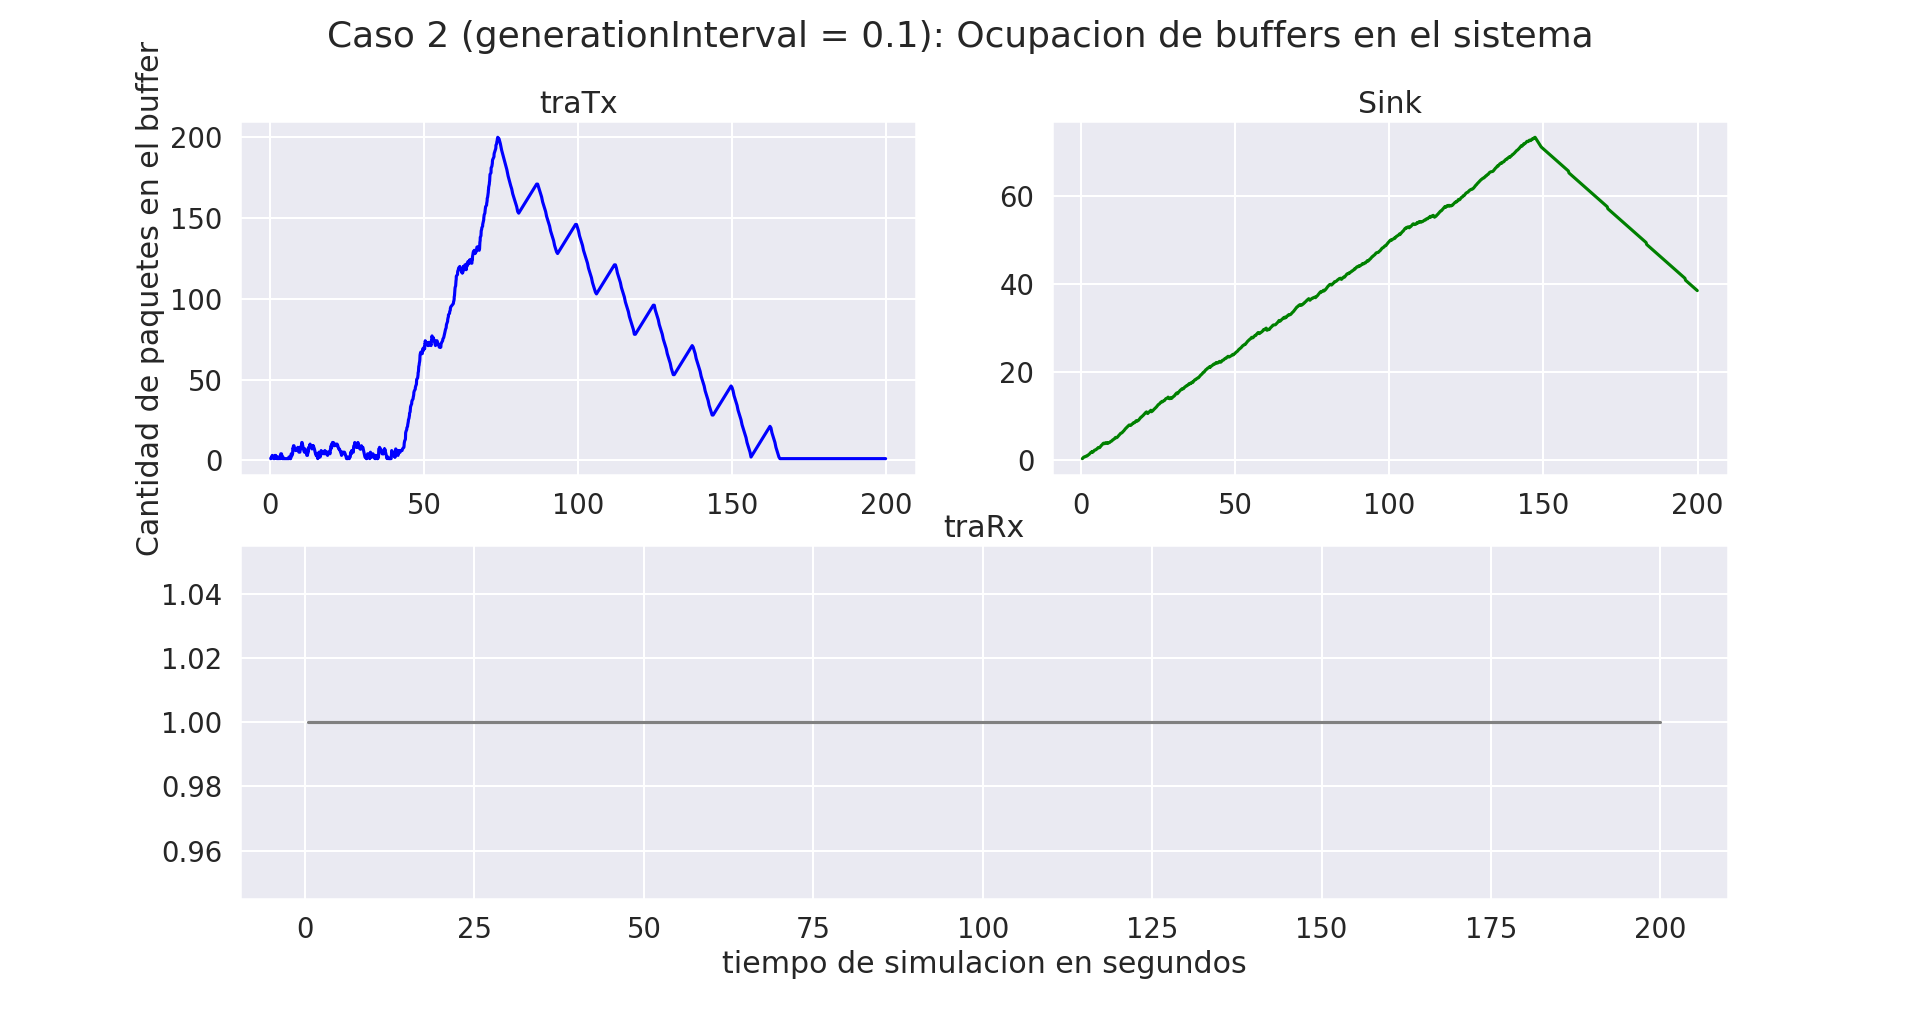 Caso 2 (generationInterval = 0.1): Ocupacion de buffers en el sistema
Cantidad de paquetes en el buffer
traTx
200
150
100
50
0
0 50 100 150 200
Sink
60
40
20
0
0 50 100 150 200
traRx
1.04
1.02
1.00
0.98
0.96
0 25 50 75 100 125 150 175 200
tiempo de simulacion en segundos